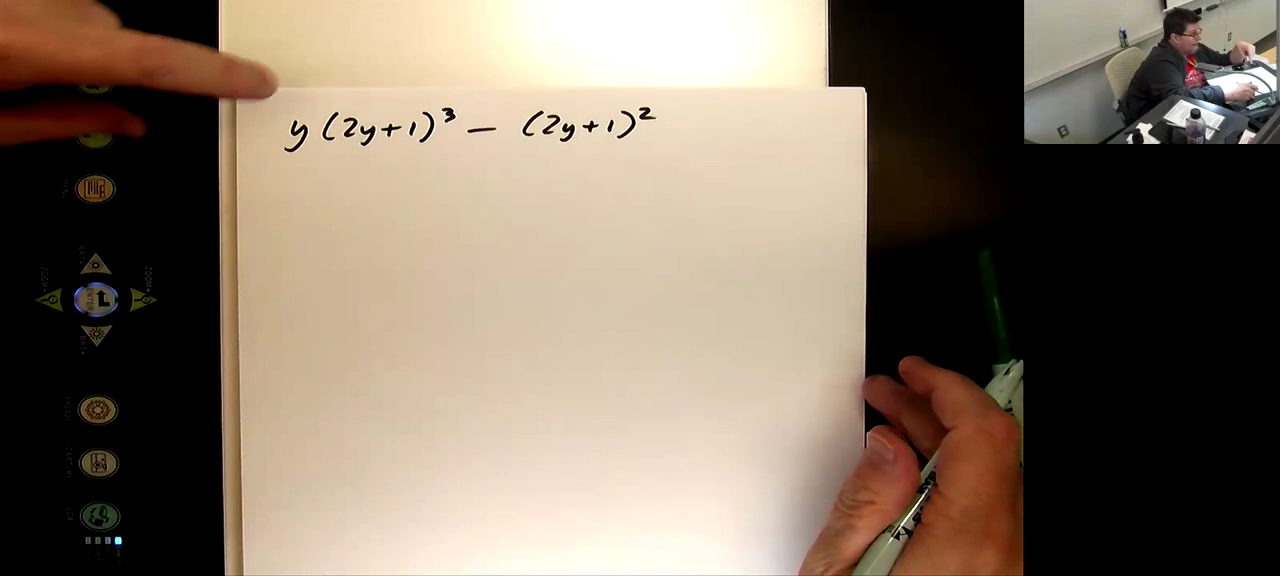 y (2y+1)³ — (2y+1)²